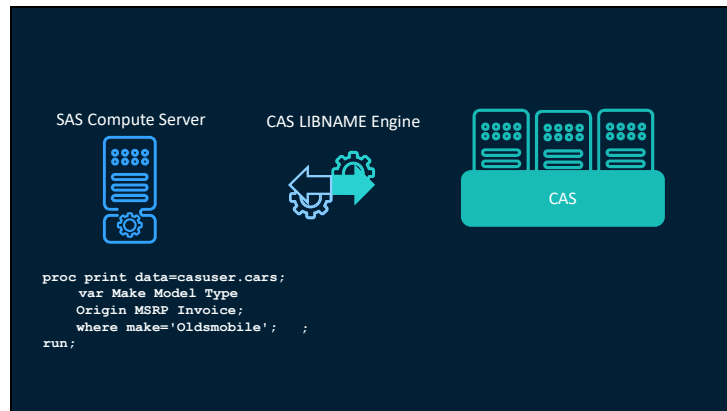 SAS Compute Server
CAS LIBNAME Engine
CAS
proc print data=casuser.cars;
    var Make Model Type
    Origin MSRP Invoice;
    where make='Oldsmobile';   ;
run;